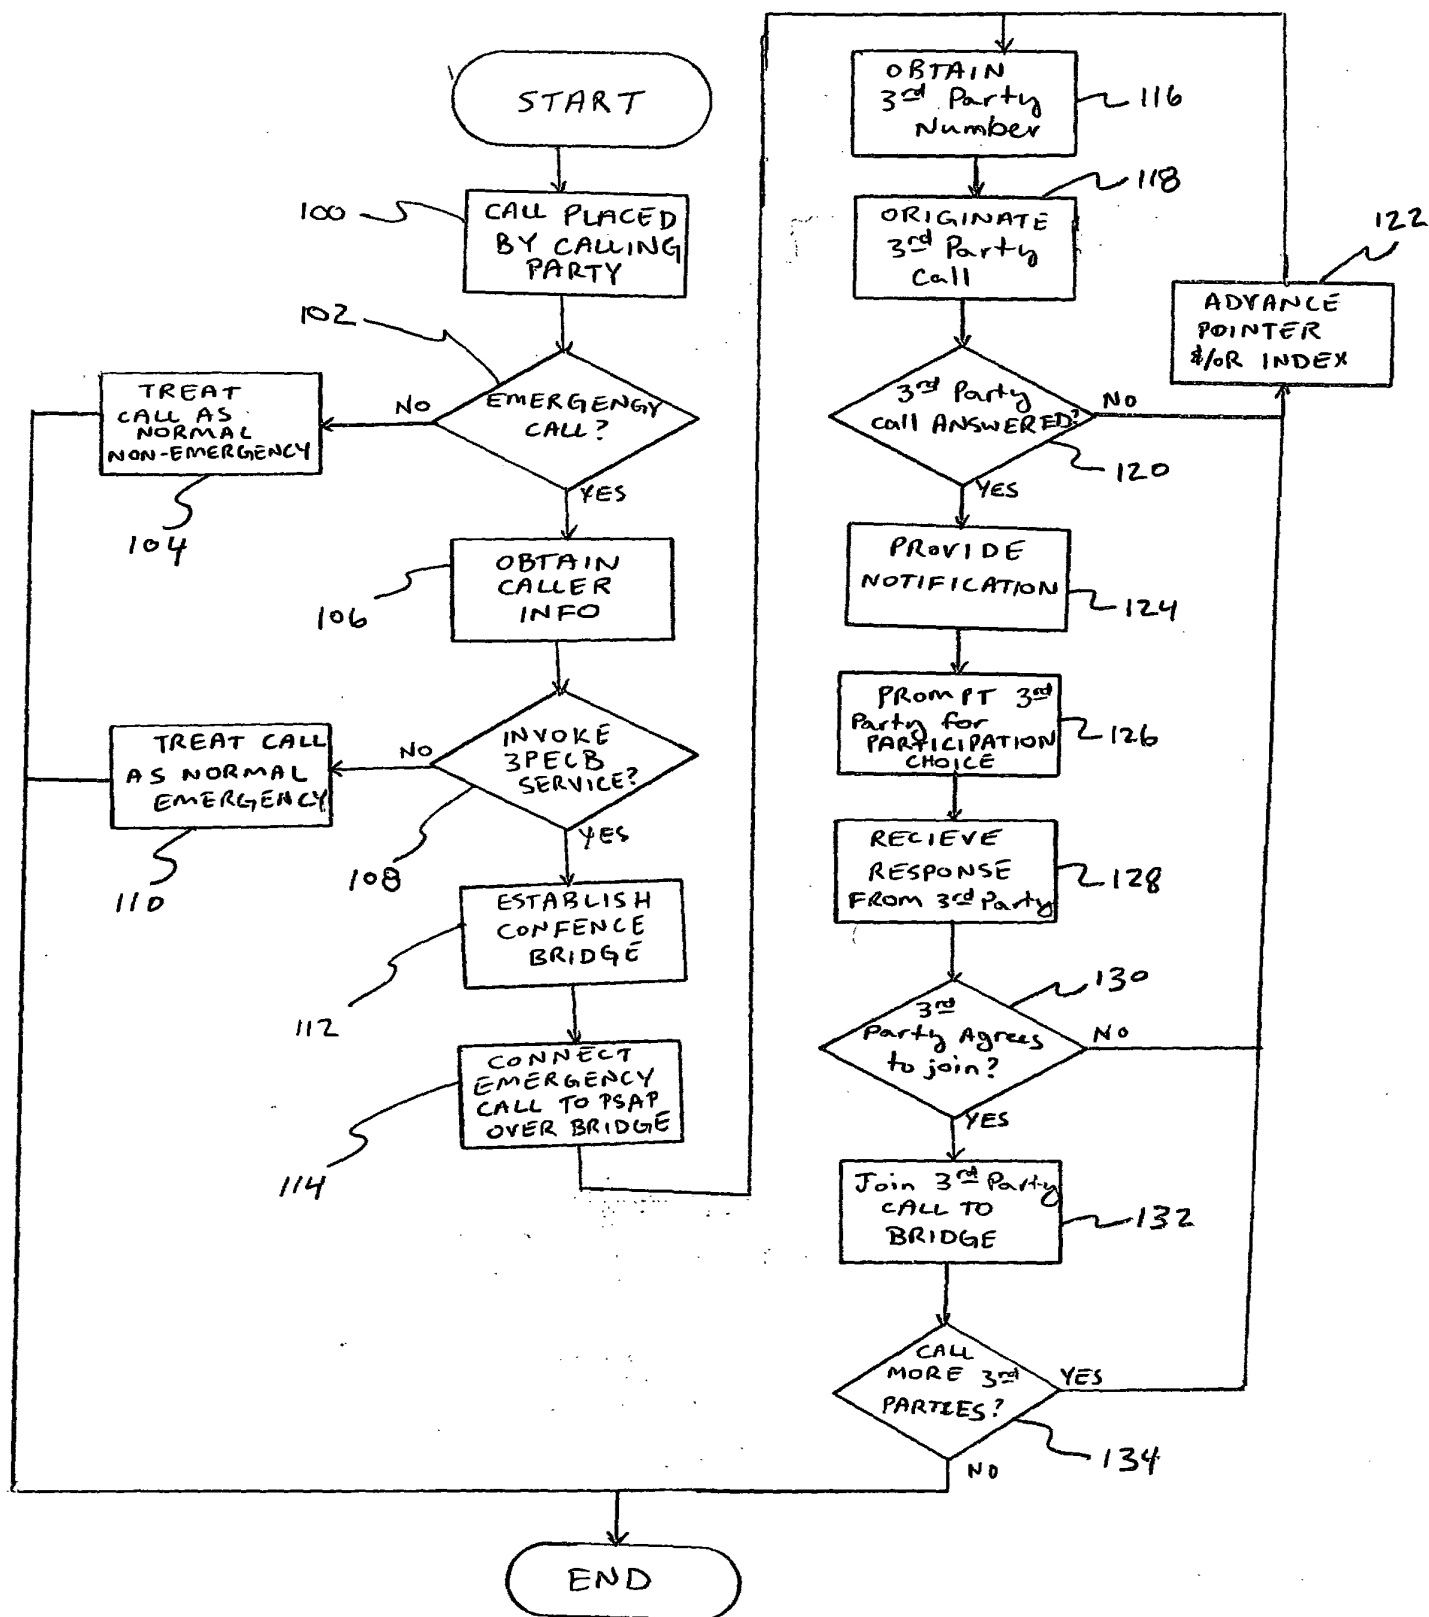 START
100
CALL PLACED
BY CALLING
PARTY
102
EMERGENGY
CALL?
NO
YES
TREAT
CALL AS
NORMAL
NON-EMERGENCY
104
OBTAIN
CALLER
INFO
106
INVOKE
3PECB
SERVICE?
NO
YES
108
TREAT CALL
AS NORMAL
EMERGENCY
110
ESTABLISH
CONFENCE
BRIDGE
112
CONNECT
EMERGENCY
CALL TO PSAP
OVER BRIDGE
114
OBTAIN
3rd Party
Number
116
ORIGINATE
3rd Party
Call
118
122
ADVANCE
POINTER
&/OR INDEX
3rd Party
Call ANSWERED?
NO
120
YES
PROVIDE
NOTIFICATION
124
PROMPT 3rd
Party for
PARTICIPATION
CHOICE
126
RECIEVE
RESPONSE
FROM 3rd Party
128
130
3rd
Party Agrees
to join?
NO
YES
Join 3rd Party
CALL TO
BRIDGE
132
CALL
MORE 3rd
PARTIES?
YES
134
NO
END